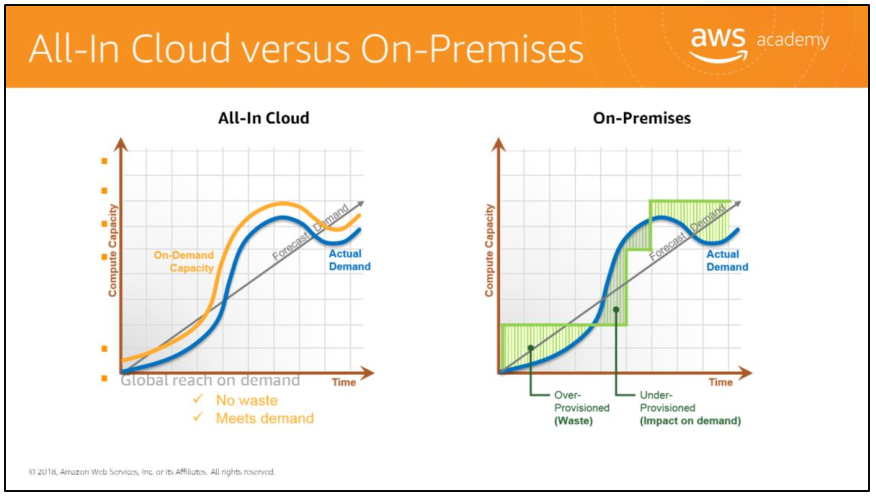 All-In Cloud versus On-Premises
aws academy
All-In Cloud
Compute Capacity
On-Demand
Capacity
Forecast Demand
Actual
Demand
Time
Global reach on demand
✓ No waste
✓ Meets demand
On-Premises
Compute Capacity
Forecast Demand
Actual
Demand
Time
Over-
Provisioned
(Waste)
Under-
Provisioned
(Impact on demand)
© 2018, Amazon Web Services, Inc. or its Affiliates. All rights reserved.